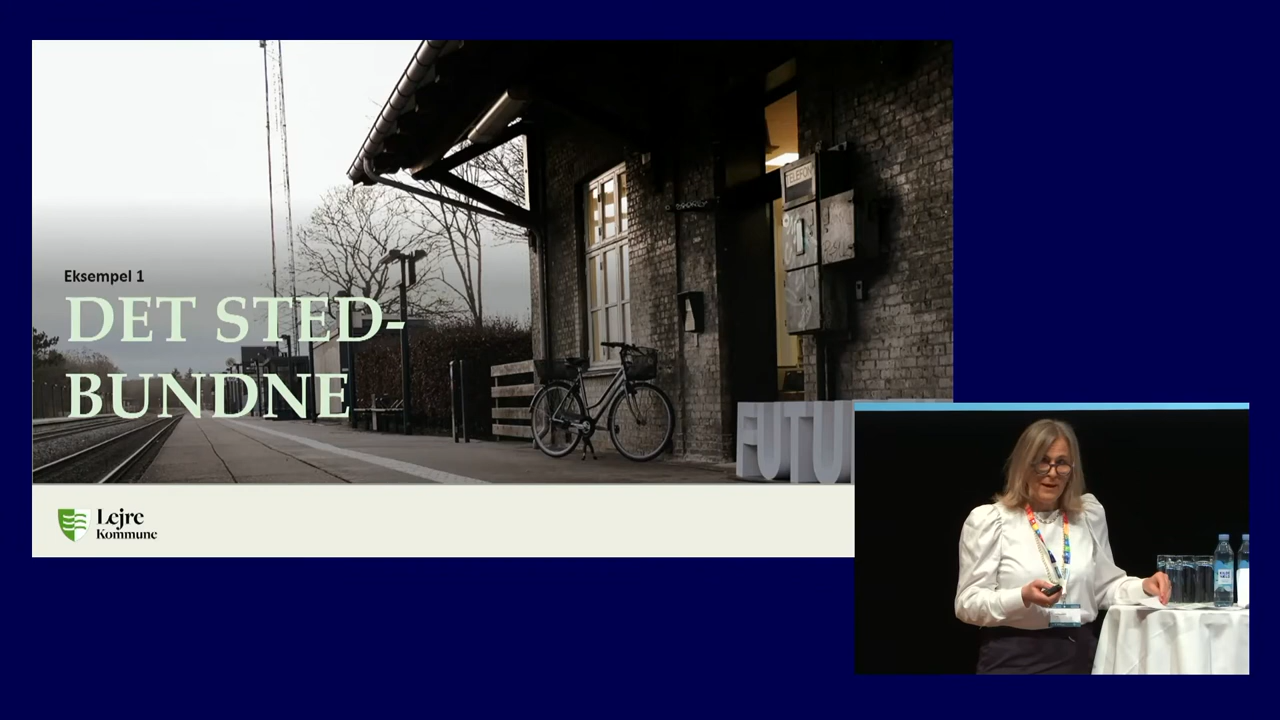 Eksempel 1
DET STED-
BUNDNE
TELEFON
FUTU
Lejre
Kommune